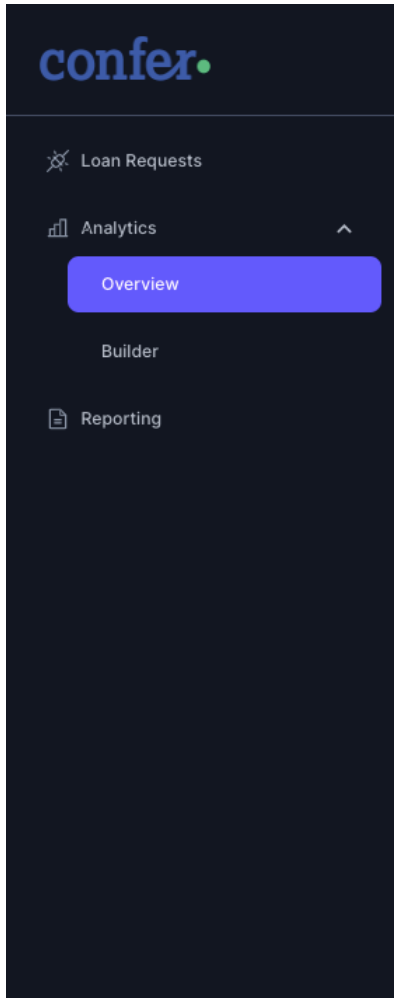 confer
Loan Requests
Analytics
Overview
Builder
Reporting